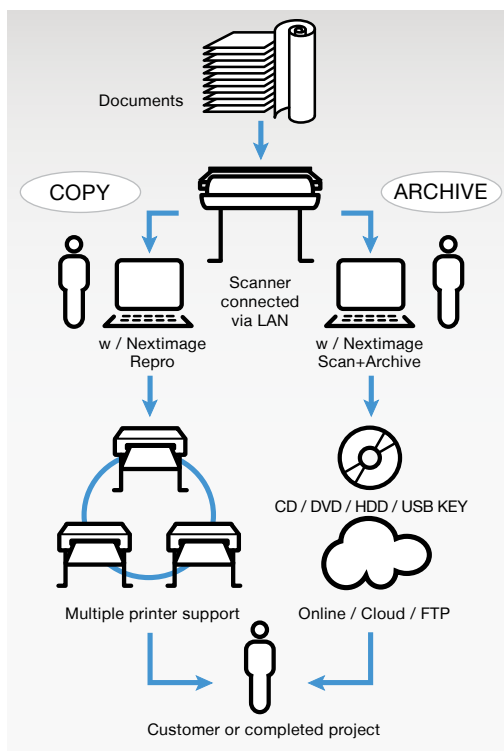 Documents
COPY
ARCHIVE
Scanner
connected
via LAN
w / Nextimage
Repro
w / Nextimage
Scan+Archive
CD / DVD / HDD / USB KEY
Multiple printer support
Online / Cloud / FTP
Customer or completed project